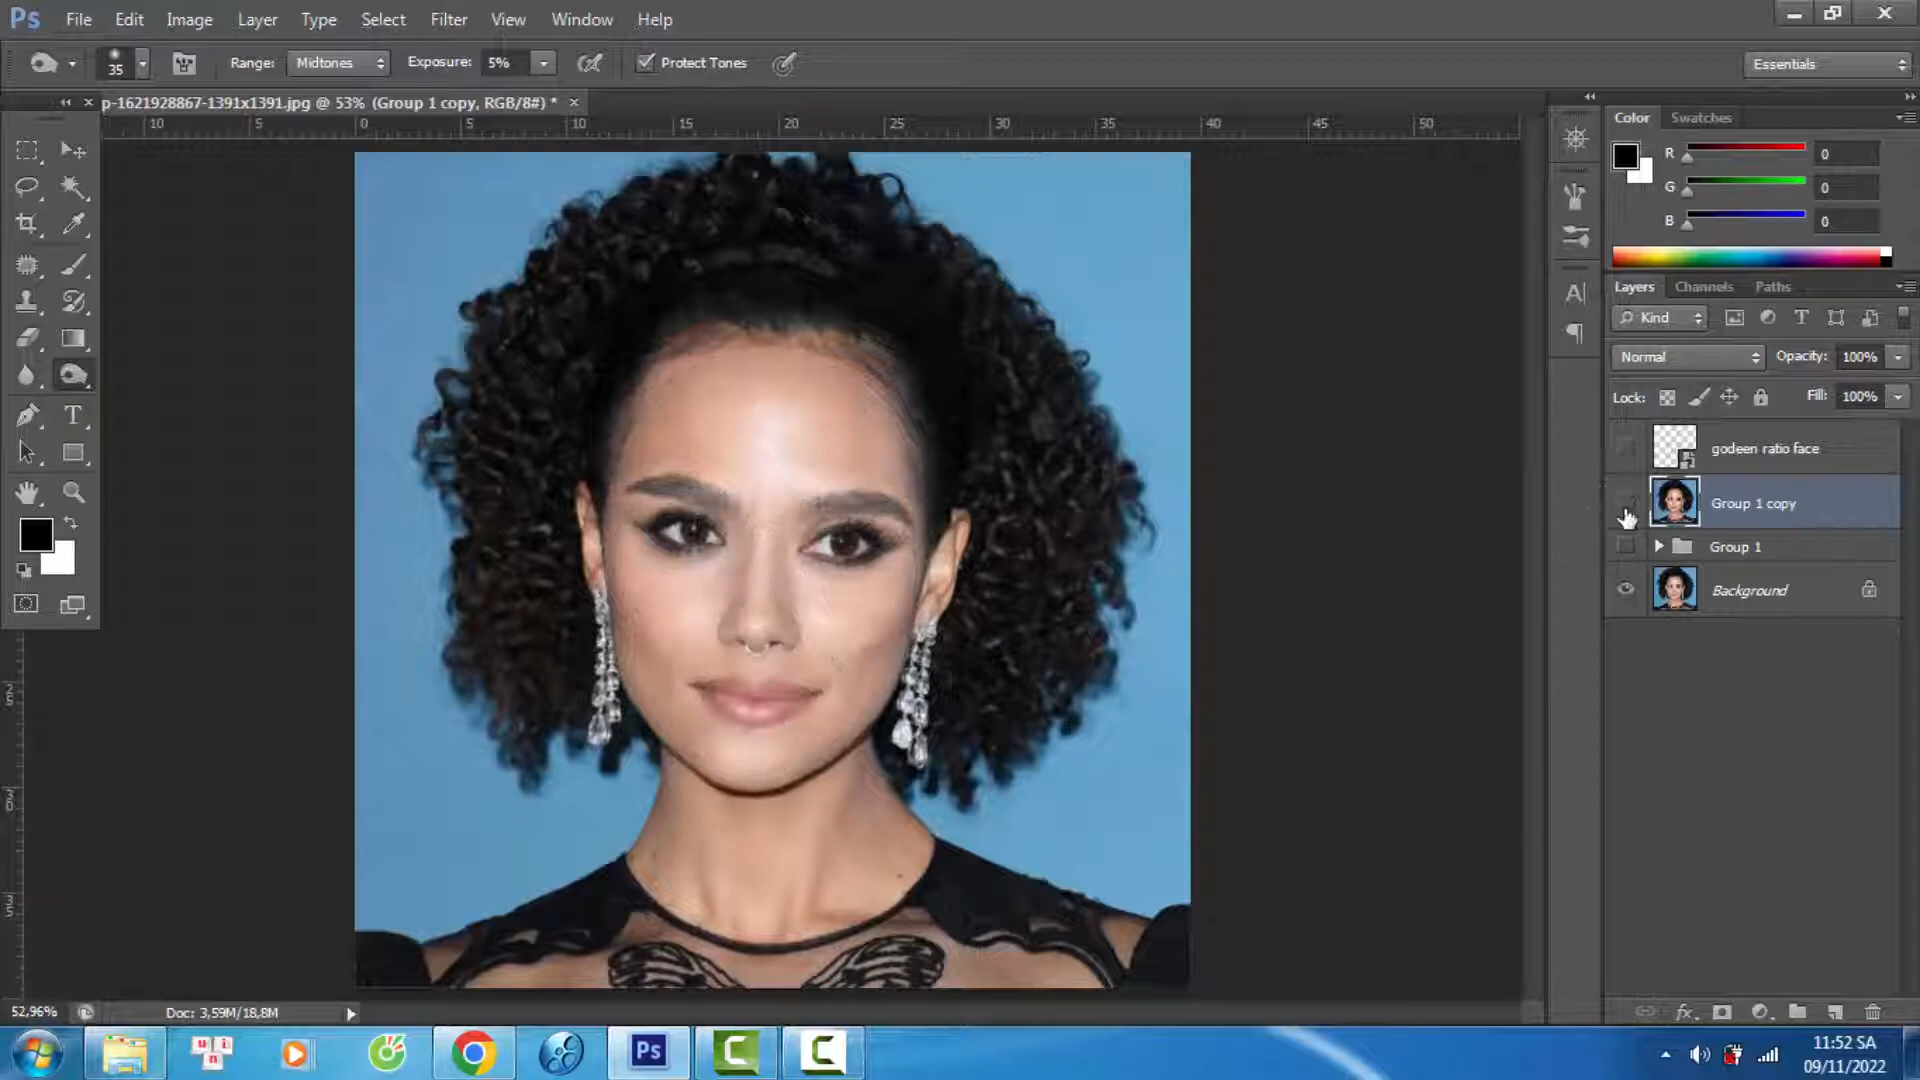 Ps File Edit Image Layer Type Select Filter View Window Help
35 Range: Midtones Exposure: 5% Protect Tones Essentials
p-1621928867-1391x1391.jpg @ 53% (Group 1 copy, RGB/8#) *
10 5 0 5 10 15 20 25 30 35 40 45 50
Color Swatches
R 0
G 0
B 0
Layers Channels Paths
Kind
Normal Opacity: 100%
Lock: Fill: 100%
godeen ratio face
Group 1 copy
Group 1
Background
25
30
35
52,96% Doc: 3,59M/18,8M
Ps
11:52 SA
09/11/2022